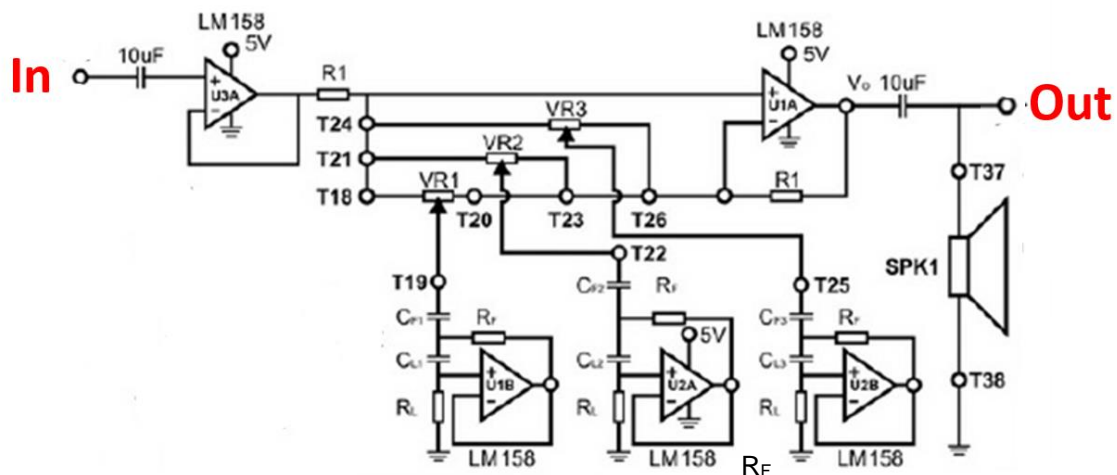 LM158
5V
10uF
In
U3A
R1
LM158
5V
U1A
Vo 10uF
Out
T24
VR3
T21
VR2
T18
VR1
T20
T23
T26
R1
T37
T22
T19
T25
SPK1
CF1
RF
CF2
RF
CF3
RF
5V
CL1
U1B
CL2
U2A
CL3
U2B
T38
RL
RL
RL
LM158
LM158
LM158
RF